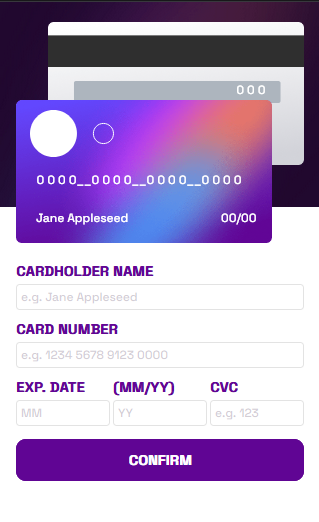 000
0000__0000__0000__0000
Jane Appleseed 00/00
CARDHOLDER NAME
e.g. Jane Appleseed
CARD NUMBER
e.g. 1234 5678 9123 0000
EXP. DATE (MM/YY) CVC
MM YY e.g. 123
CONFIRM